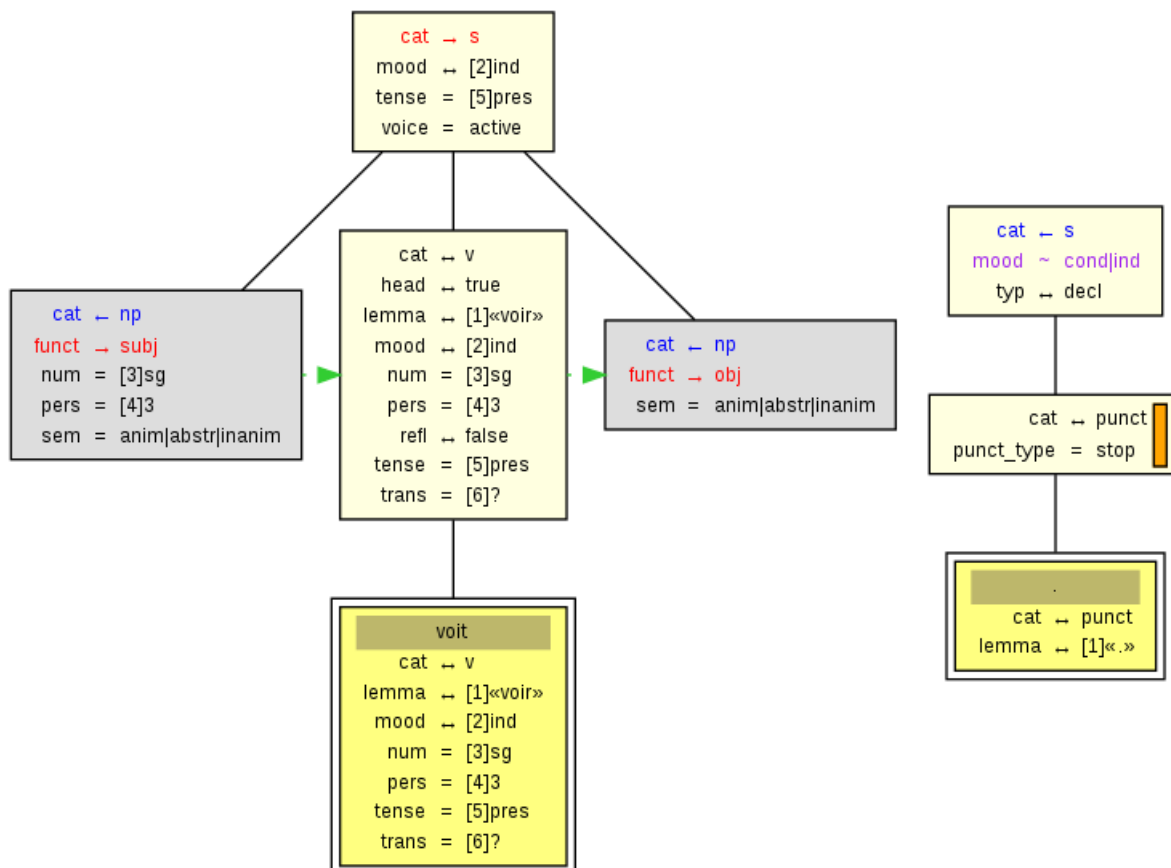 cat → s
mood ↔ [2]ind
tense = [5]pres
voice = active
cat ← np
funct → subj
num = [3]sg
pers = [4]3
sem = anim|abstr|inanim
cat ↔ v
head ↔ true
lemma ↔ [1]«voir»
mood ↔ [2]ind
num = [3]sg
pers = [4]3
refl ↔ false
tense = [5]pres
trans = [6]?
cat ← np
funct → obj
sem = anim|abstr|inanim
voit
cat ↔ v
lemma ↔ [1]«voir»
mood ↔ [2]ind
num = [3]sg
pers = [4]3
tense = [5]pres
trans = [6]?
cat ← s
mood ~ cond|ind
typ ↔ decl
cat ↔ punct
punct_type = stop
.
cat ↔ punct
lemma ↔ [1]«.»